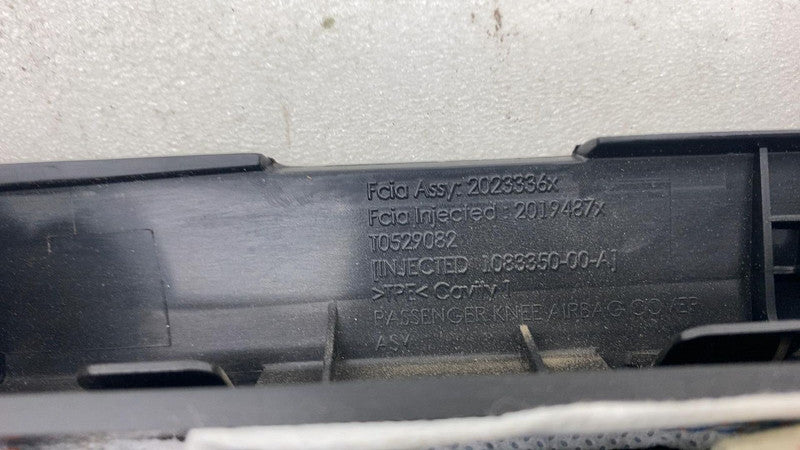 Fcia Assy: 2023336x
Fcia Injected : 2019487x
T0529082
[INJECTED 1083350-00-A]
>TPE< Cavity 1
PASSENGER KNEE AIRBAG COVER
ASY